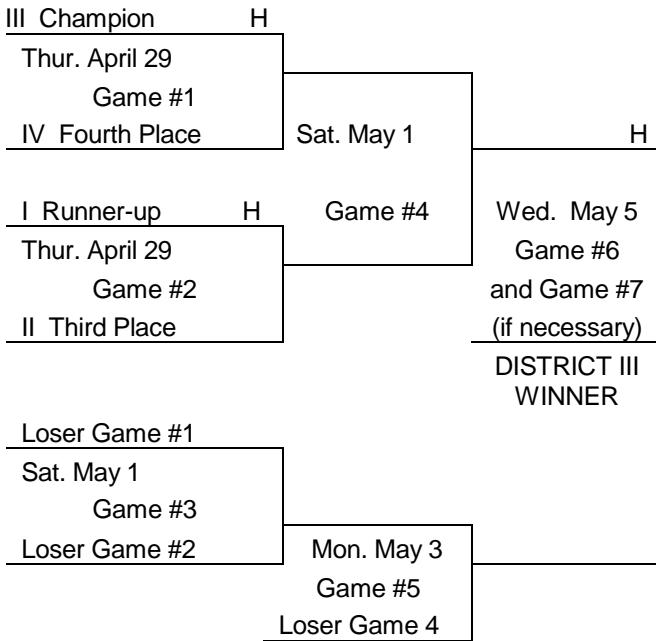 III Champion H
Thur. April 29
Game #1
IV Fourth Place
Sat. May 1
H
I Runner-up H
Game #4
Wed. May 5
Thur. April 29
Game #6
Game #2
and Game #7
II Third Place
(if necessary)
DISTRICT III
WINNER
Loser Game #1
Sat. May 1
Game #3
Loser Game #2
Mon. May 3
Game #5
Loser Game 4